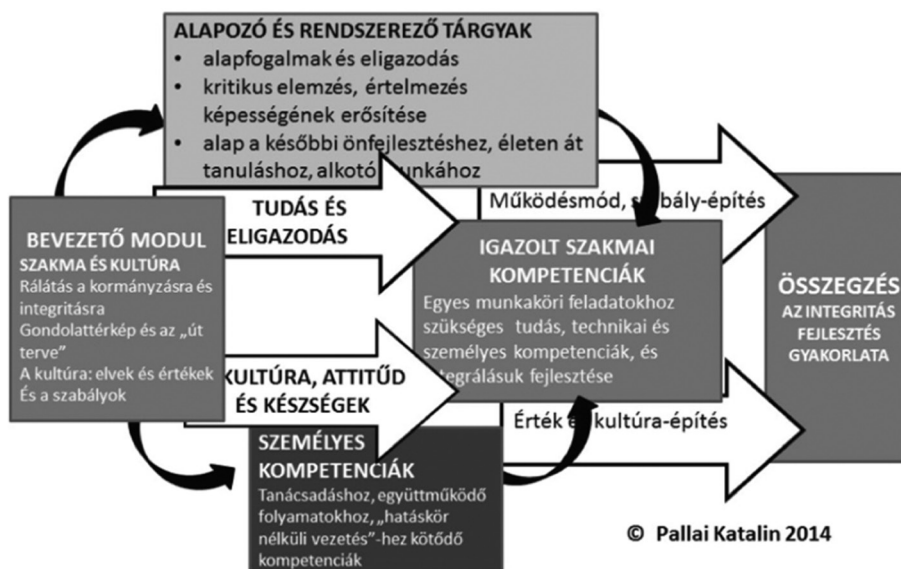 ALAPOZÓ ÉS RENDSZEREZŐ TÁRGYAK
• alapfogalmak és eligazodás
• kritikus elemzés, értelmezés
képességének erősítése
• alap a későbbi önfejlesztéshez, életen át
tanuláshoz, alkotó munkához
TUDÁS ÉS
ELIGAZODÁS
Működésmód, szabály-építés
BEVEZETŐ MODUL
SZAKMA ÉS KULTÚRA
Rálátás a kormányzásra és
integritásra
Gondolattérkép és az „út
terve”
A kultúra: elvek és értékek
És a szabályok
IGAZOLT SZAKMAI
KOMPETENCIÁK
Egyes munkaköri feladatokhoz
szükséges tudás, technikai és
személyes kompetenciák, és
integrálásuk fejlesztése
ÖSSZEGZÉS
AZ INTEGRITÁS
FEJLESZTÉS
GYAKORLATA
KULTÚRA, ATTITŰD
ÉS KÉSZSÉGEK
Érték és kultúra-építés
SZEMÉLYES
KOMPETENCIÁK
Tanácsadáshoz, együttműködő
folyamatokhoz, „hatáskör
nélküli vezetés”-hez kötődő
kompetenciák
© Pallai Katalin 2014